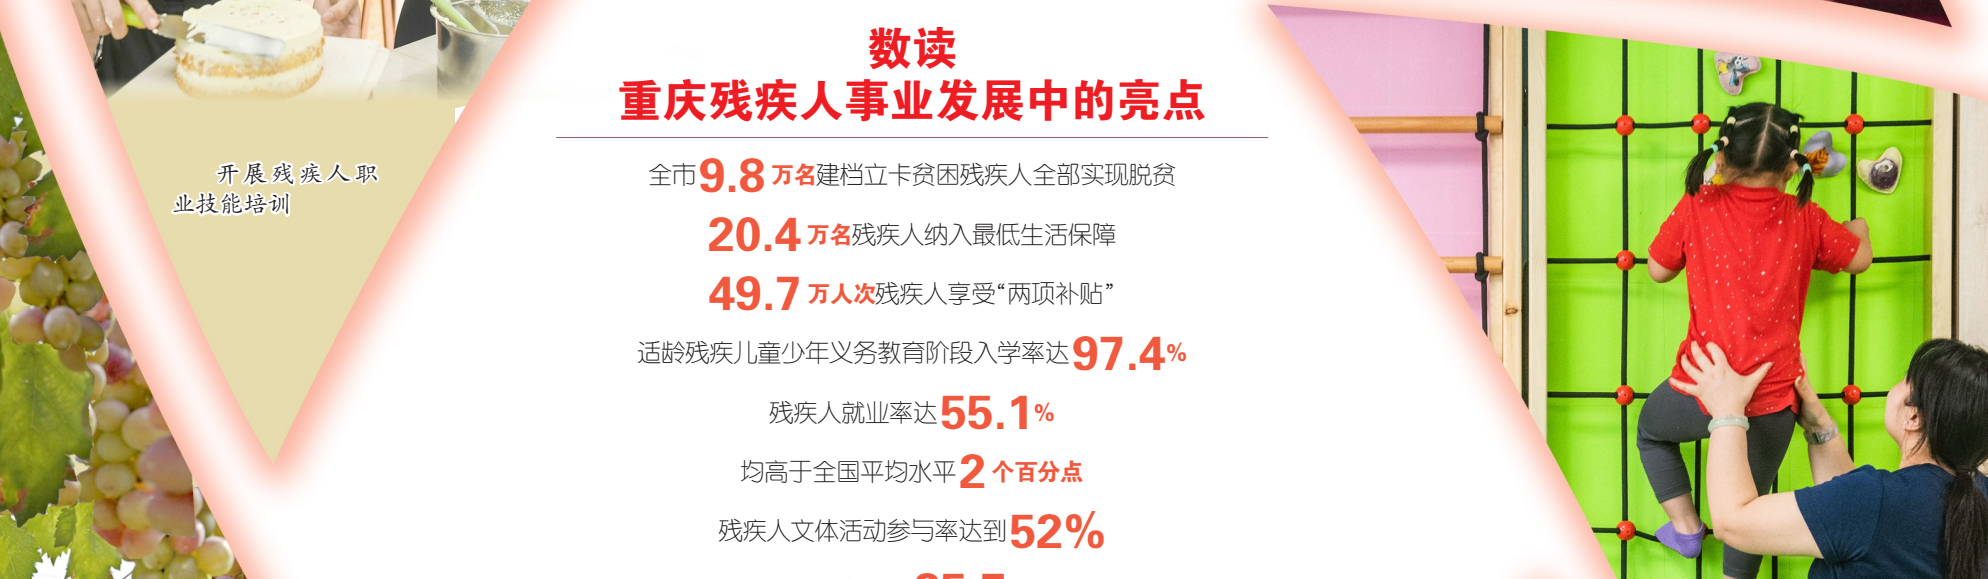 数读
重庆残疾人事业发展中的亮点
开展残疾人职
业技能培训
全市9.8万名建档立卡贫困残疾人全部实现脱贫
20.4万名残疾人纳入最低生活保障
49.7万人次残疾人享受“两项补贴”
适龄残疾儿童少年义务教育阶段入学率达97.4%
残疾人就业率达55.1%
均高于全国平均水平2个百分点
残疾人文体活动参与率达到52%